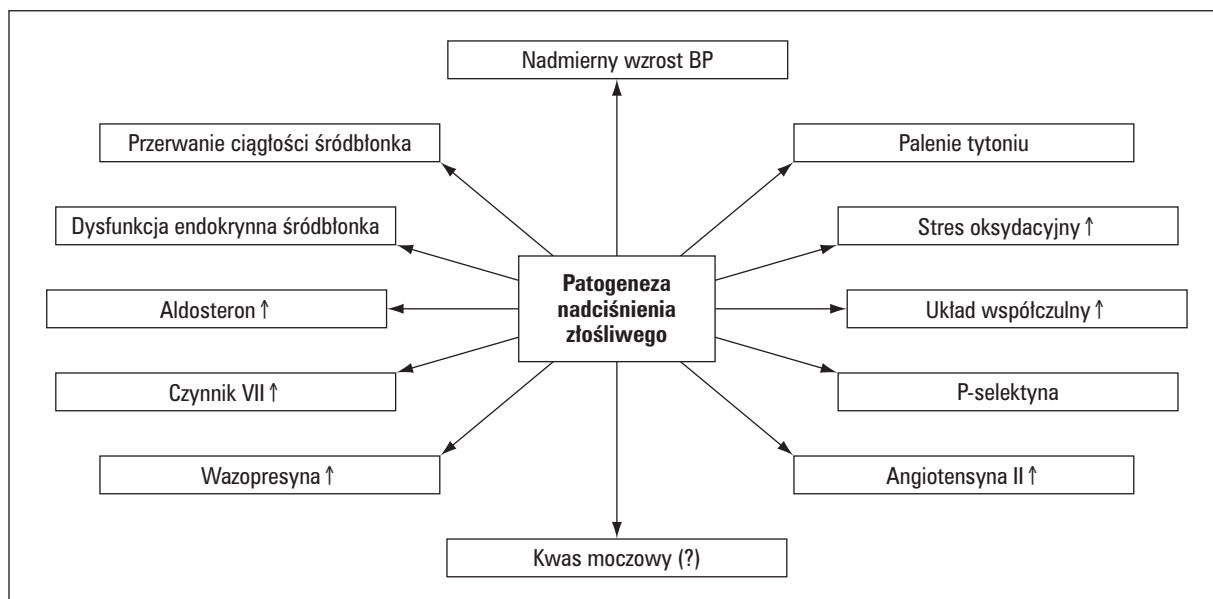 Nadmierny wzrost BP
Przerwanie ciągłości śródbłonka
Palenie tytoniu
Dysfunkcja endokrynna śródbłonka
Stres oksydacyjny ↑
Patogeneza
nadciśnienia
złośliwego
Aldosteron ↑
Układ współczulny ↑
Czynnik VII ↑
P-selektyna
Wazopresyna ↑
Angiotensyna II ↑
Kwas moczowy (?)